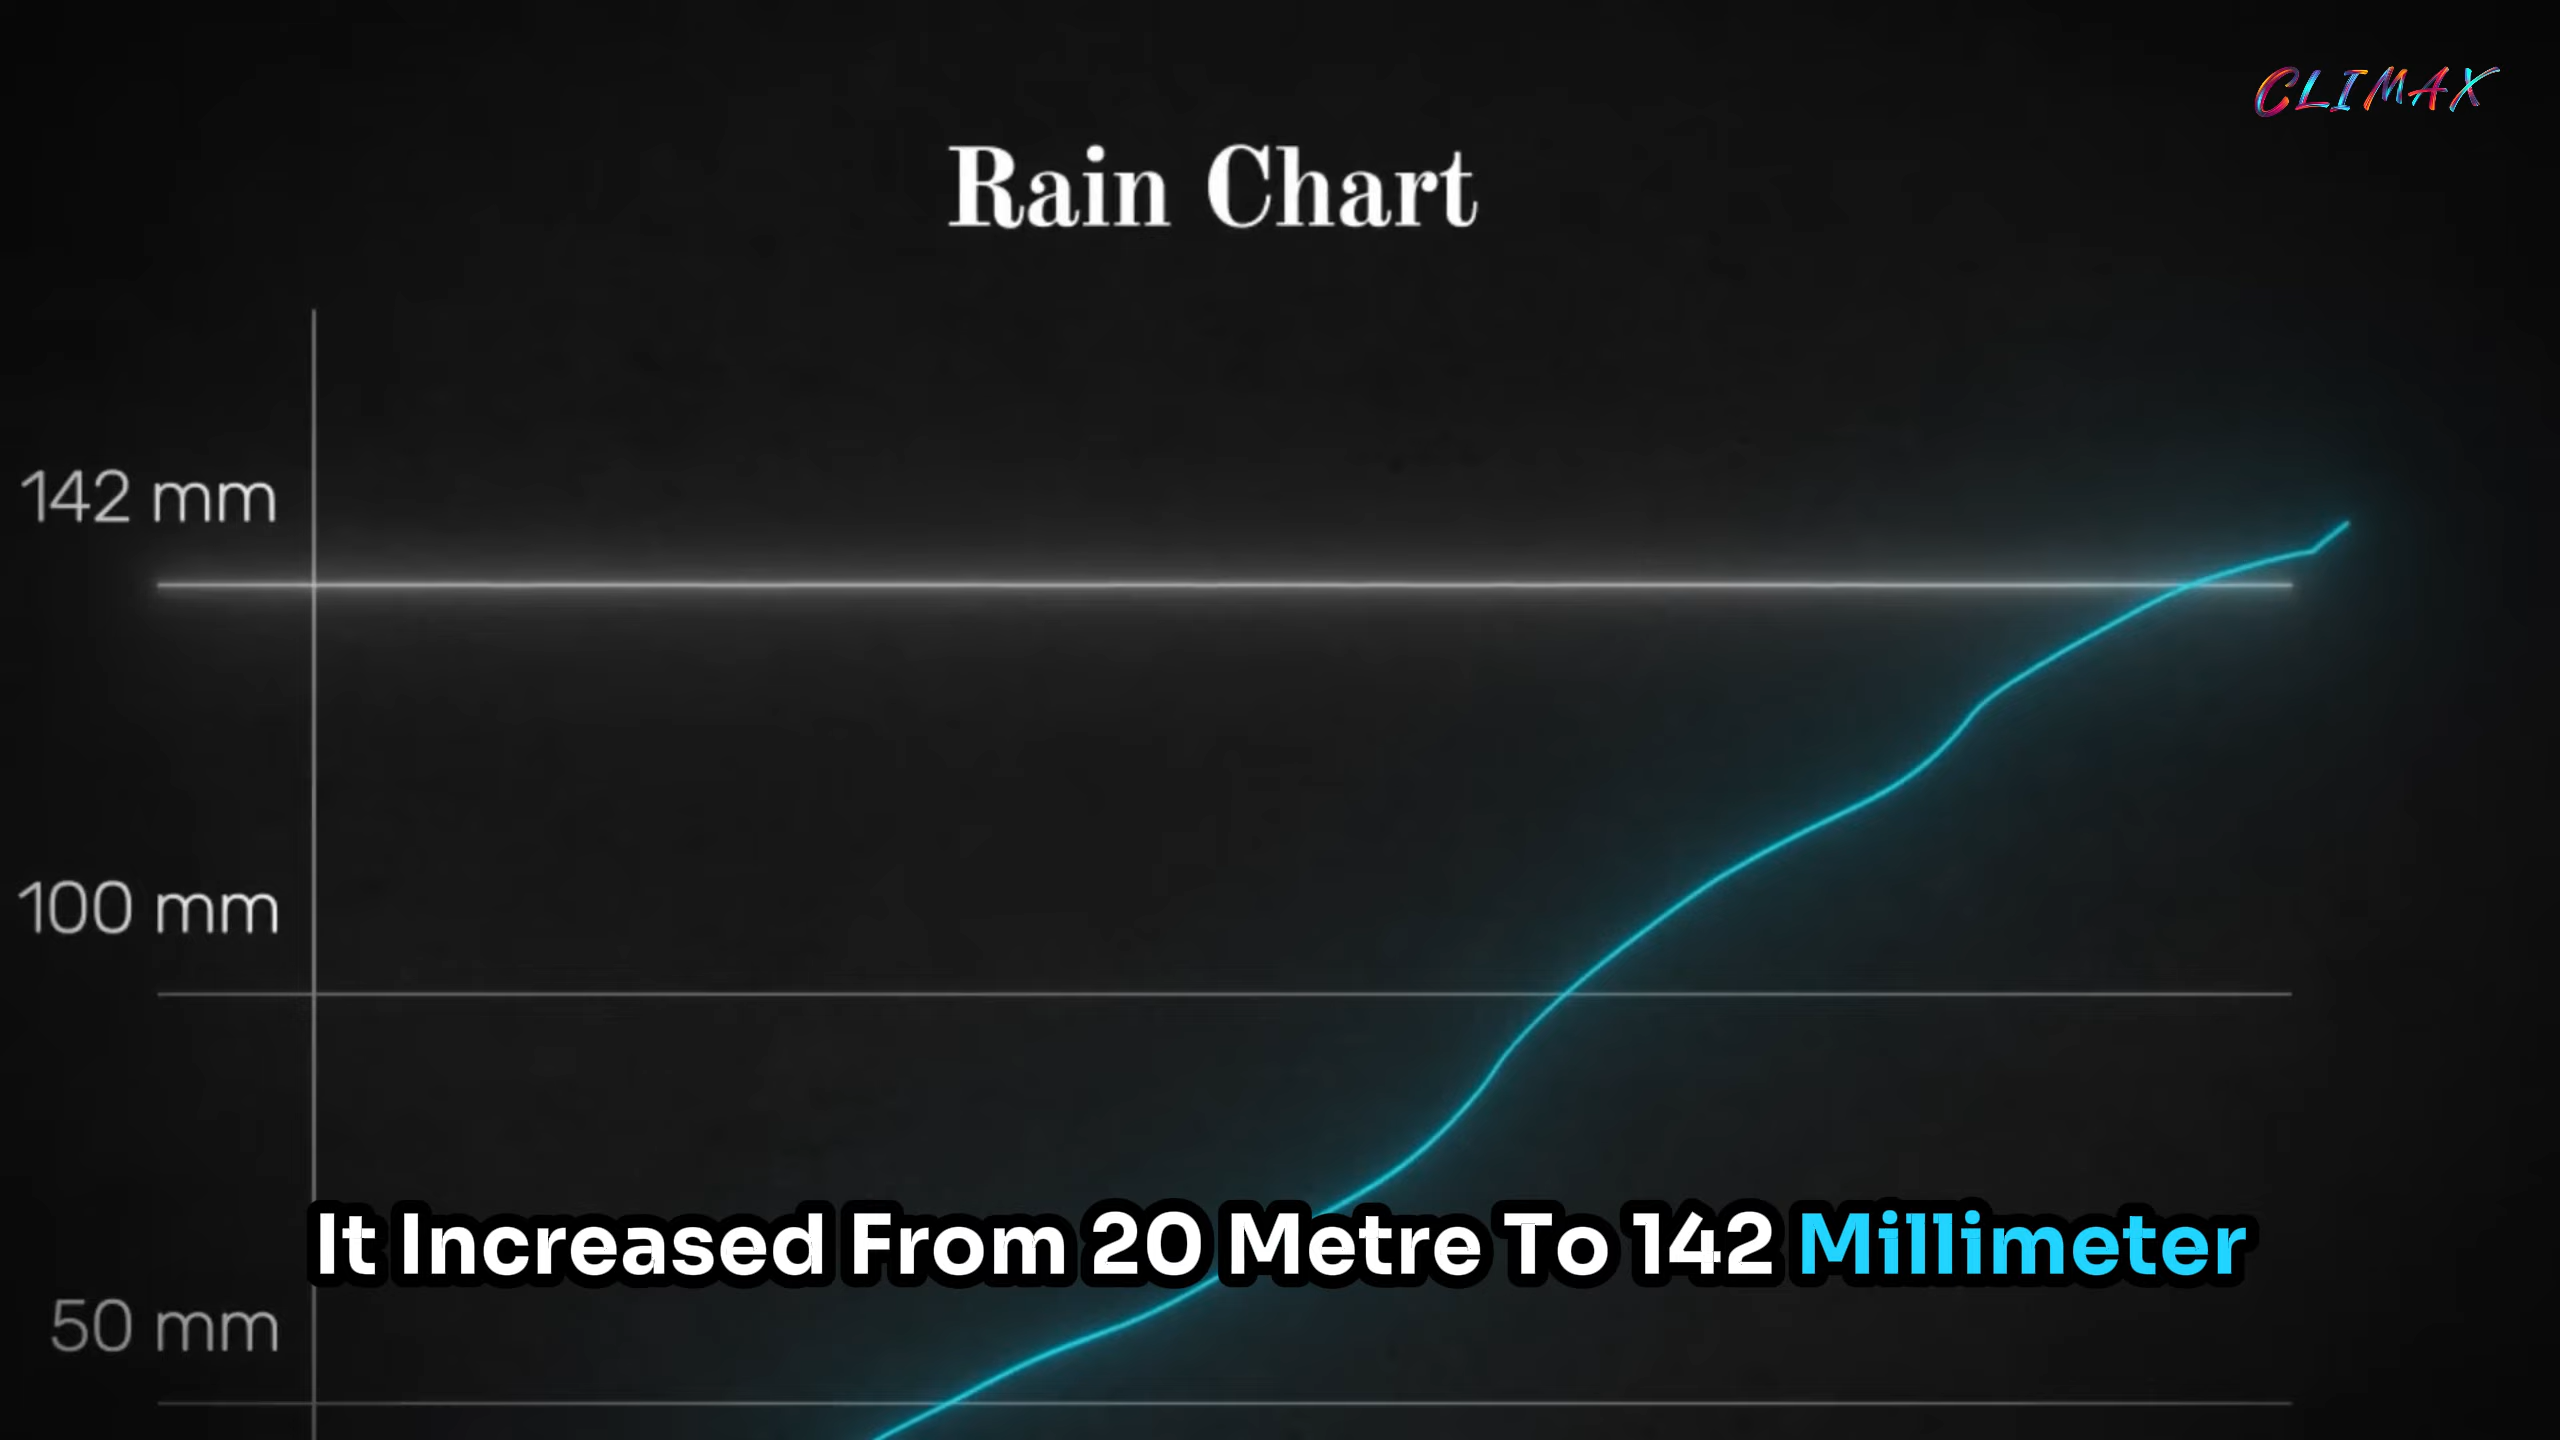 CLIMAX
Rain Chart
142 mm
100 mm
It Increased From 20 Metre To 142 Millimeter
50 mm